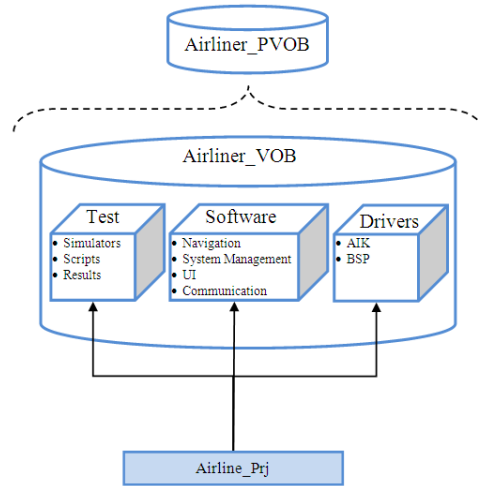 Airliner_PVOB
Airliner_VOB
Test
• Simulators
• Scripts
• Results
Software
• Navigation
• System Management
• UI
• Communication
Drivers
• AIK
• BSP
Airline_Prj